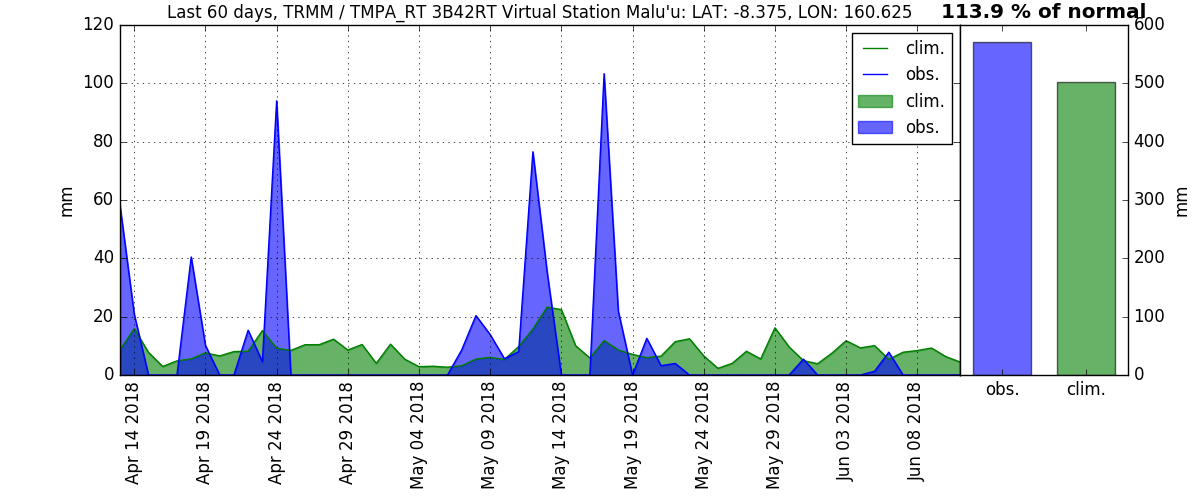 Last 60 days, TRMM / TMPA_RT 3B42RT Virtual Station Malu'u: LAT: -8.375, LON: 160.625
113.9 % of normal
120
100
80
60
40
20
0
mm
clim.
obs.
clim.
obs.
600
500
400
300
200
100
0
mm
obs.
clim.
Apr 14 2018
Apr 19 2018
Apr 24 2018
Apr 29 2018
May 04 2018
May 09 2018
May 14 2018
May 19 2018
May 24 2018
May 29 2018
Jun 03 2018
Jun 08 2018